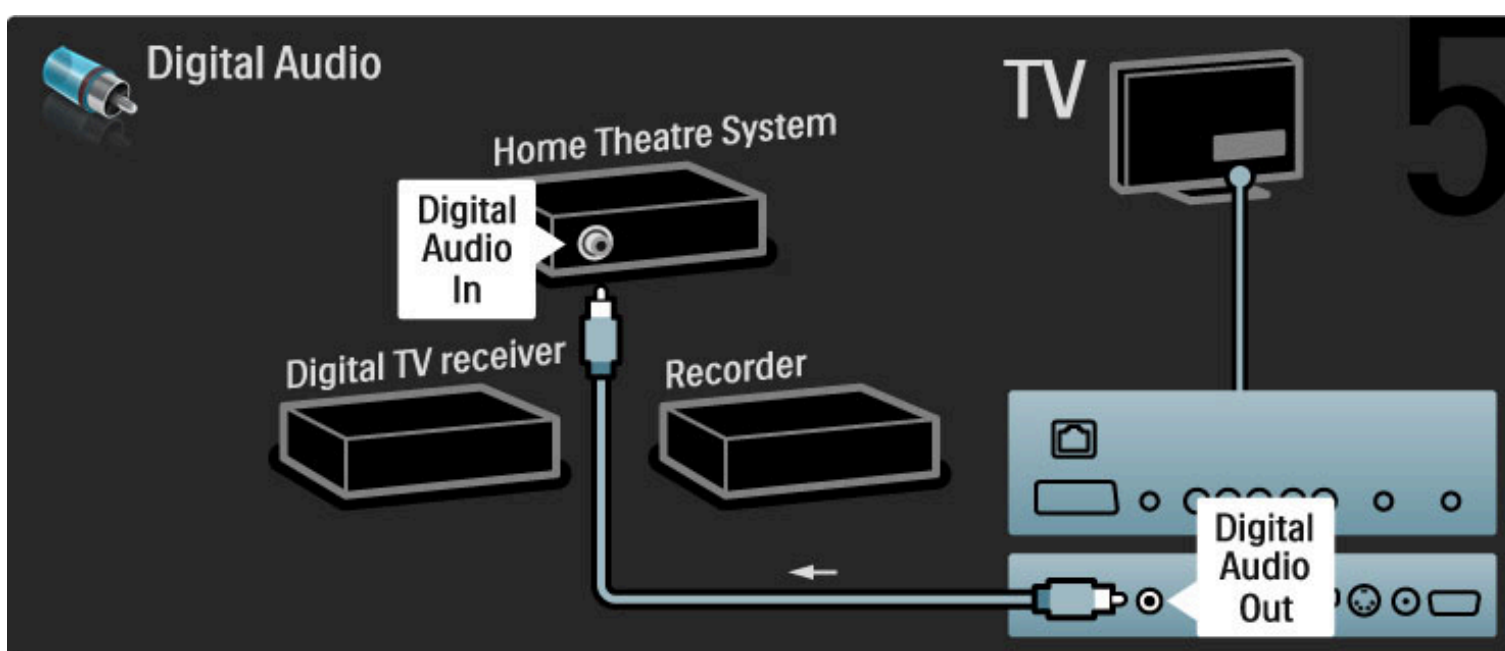 Digital Audio
TV
5
Home Theatre System
Digital
Audio
In
Digital TV receiver
Recorder
Digital
Audio
Out